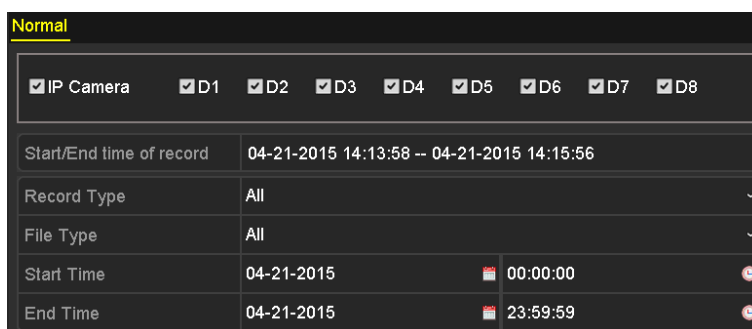 Normal
IP Camera D1 D2 D3 D4 D5 D6 D7 D8
Start/End time of record 04-21-2015 14:13:58 -- 04-21-2015 14:15:56
Record Type All
File Type All
Start Time 04-21-2015 00:00:00
End Time 04-21-2015 23:59:59